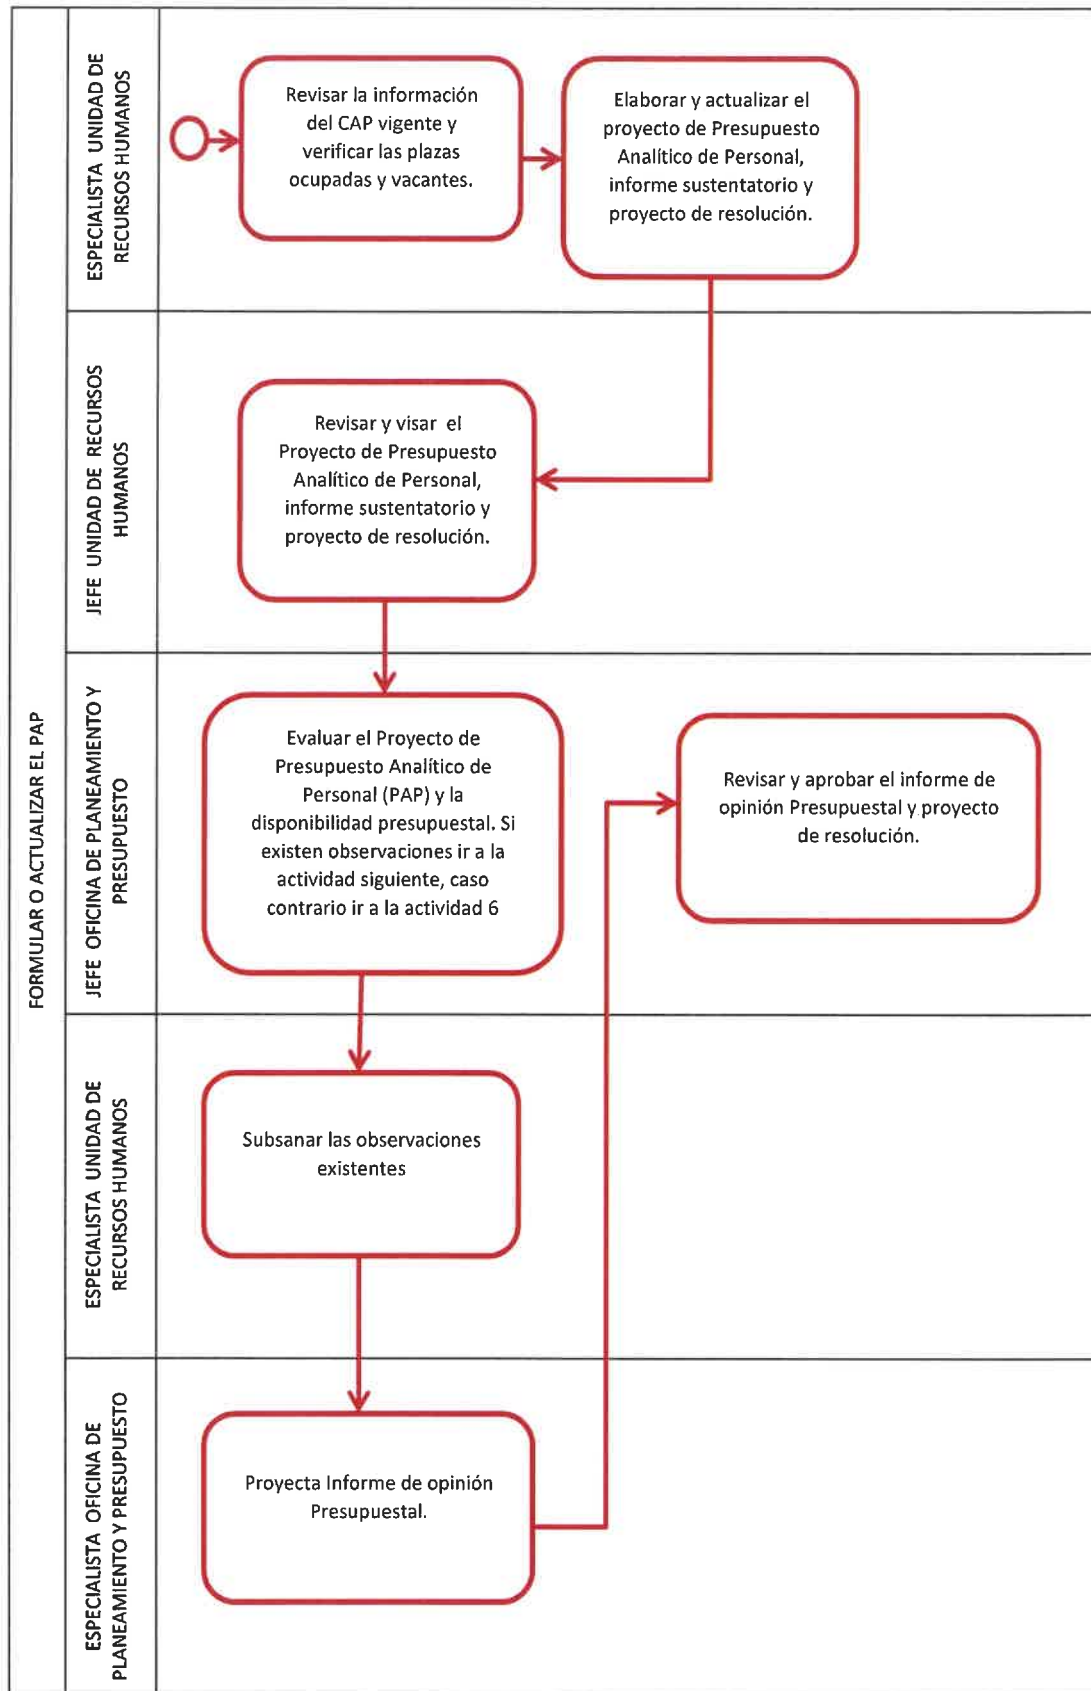 FORMULAR O ACTUALIZAR EL PAP
ESPECIALISTA UNIDAD DE
RECURSOS HUMANOS
Revisar la información
del CAP vigente y
verificar las plazas
ocupadas y vacantes.
Elaborar y actualizar el
proyecto de Presupuesto
Analítico de Personal,
informe sustentatorio y
proyecto de resolución.
JEFE UNIDAD DE RECURSOS
HUMANOS
Revisar y visar el
Proyecto de Presupuesto
Analítico de Personal,
informe sustentatorio y
proyecto de resolución.
JEFE OFICINA DE PLANEAMIENTO Y
PRESUPUESTO
Evaluar el Proyecto de
Presupuesto Analítico de
Personal (PAP) y la
disponibilidad presupuestal. Si
existen observaciones ir a la
actividad siguiente, caso
contrario ir a la actividad 6
Revisar y aprobar el informe de
opinión Presupuestal y proyecto
de resolución.
ESPECIALISTA UNIDAD DE
RECURSOS HUMANOS
Subsanar las observaciones
existentes
ESPECIALISTA OFICINA DE
PLANEAMIENTO Y PRESUPUESTO
Proyecta Informe de opinión
Presupuestal.